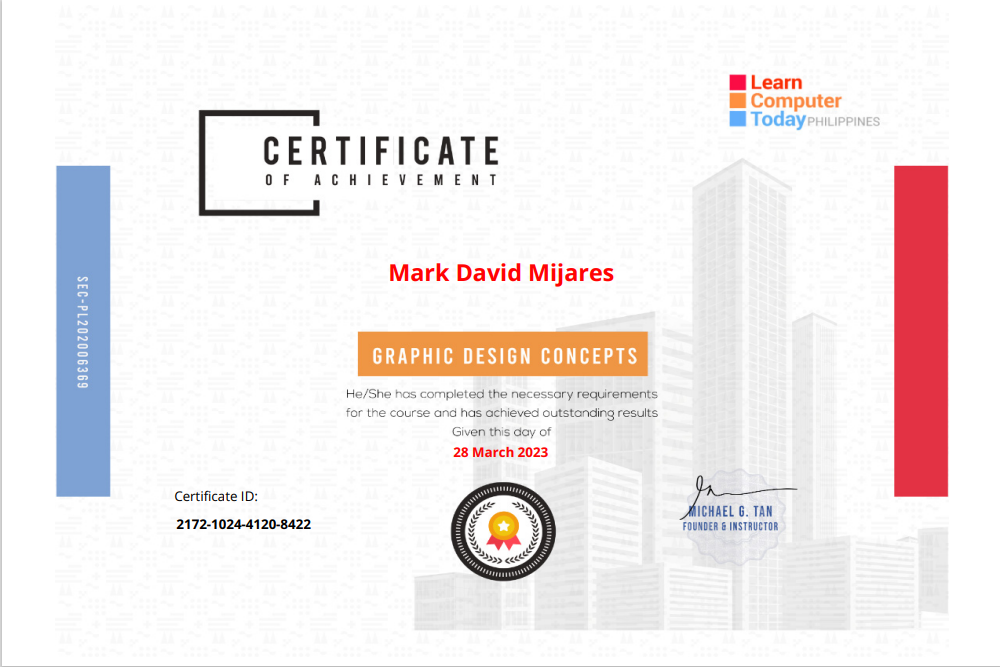 Learn
Computer
Today PHILIPPINES
CERTIFICATE
OF ACHIEVEMENT
Mark David Mijares
SEC-PL202006369
GRAPHIC DESIGN CONCEPTS
He/She has completed the necessary requirements
for the course and has achieved outstanding results
Given this day of
28 March 2023
Certificate ID:
2172-1024-4120-8422
MICHAEL G. TAN
FOUNDER & INSTRUCTOR